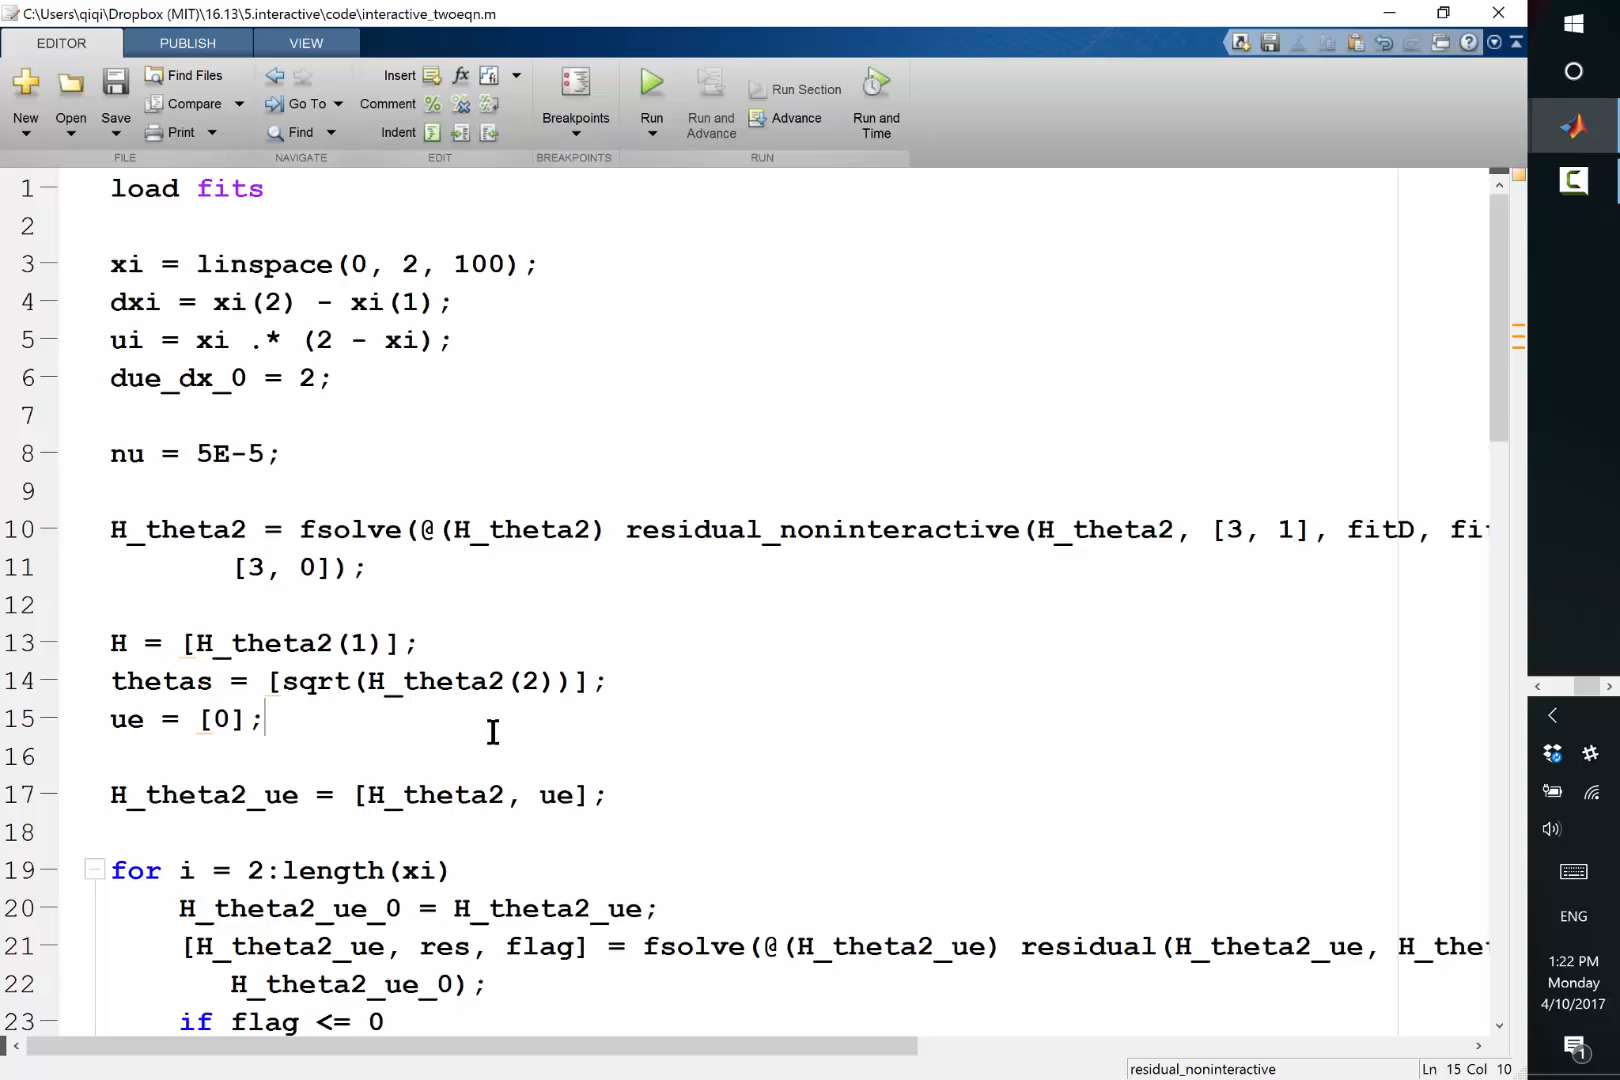 C:\Users\qiqi\Dropbox (MIT)\16.13\5.interactive\code\interactive_twoeqn.m
EDITOR PUBLISH VIEW
New Open Save Find Files Compare Print
Go To Find
Insert Comment Indent
Breakpoints
Run Run and Advance Run Section Advance Run and Time
FILE NAVIGATE EDIT BREAKPOINTS RUN
1 load fits
2
3 xi = linspace(0, 2, 100);
4 dxi = xi(2) - xi(1);
5 ui = xi .* (2 - xi);
6 due_dx_0 = 2;
7
8 nu = 5E-5;
9
10 H_theta2 = fsolve(@(H_theta2) residual_noninteractive(H_theta2, [3, 1], fitD, fi
11 [3, 0]);
12
13 H = [H_theta2(1)];
14 thetas = [sqrt(H_theta2(2))];
15 ue = [0];
16
17 H_theta2_ue = [H_theta2, ue];
18
19 for i = 2:length(xi)
20 H_theta2_ue_0 = H_theta2_ue;
21 [H_theta2_ue, res, flag] = fsolve(@(H_theta2_ue) residual(H_theta2_ue, H_the
22 H_theta2_ue_0);
23 if flag <= 0
residual_noninteractive
Ln 15 Col 10
ENG
1:22 PM
Monday
4/10/2017
1